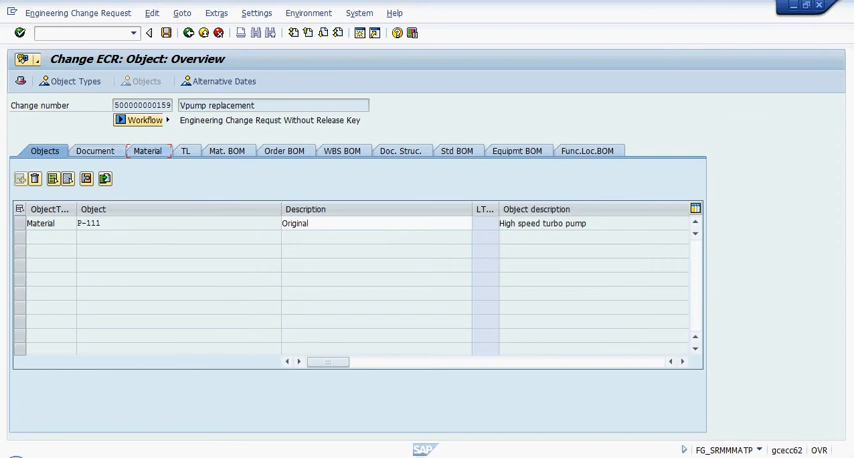 Engineering Change Request Edit Goto Extras Settings Environment System Help
Change ECR: Object: Overview
Object Types Objects Alternative Dates
Change number 500000000159 Vpump replacement
Workflow Engineering Change Requst Without Release Key
Objects Document Material TL Mat. BOM Order BOM WBS BOM Doc. Struc. Std BOM Equipmt BOM Func.Loc.BOM
ObjectT... Object Description LT... Object description
Material P-111 Original High speed turbo pump
SAP FG_SRMMMATP gcecc62 OVR